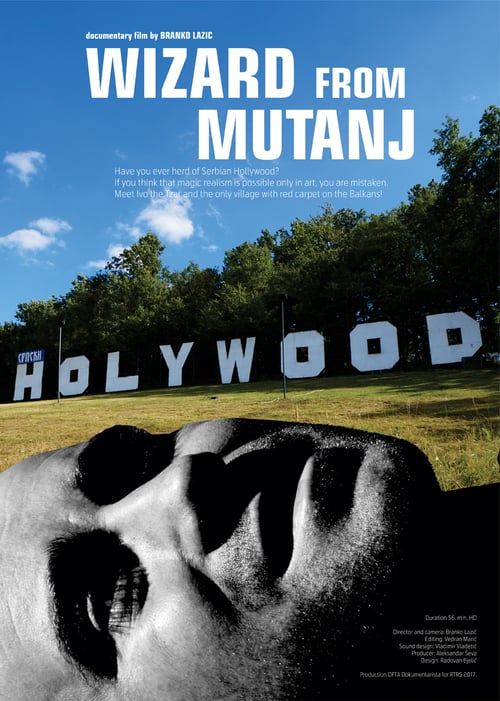 documentary film by BRANKO LAZIC
WIZARD FROM
MUTANJ
Have you ever herd of Serbian Hollywood?
If you think that magic realism is possible only in art, you are mistaken.
Meet Ivo the Tzar and the only village with red carpet on the Balkans!
СРПСКИ
HOLYWOOD
Duration 56. min, HD
Director and camera: Branko Lazić
Editing: Vedran Marić
Sound design: Vladimir Vladetić
Producer: Aleksandar Ševa
Design: Radovan Bjelić
Production DFTA Dokumentarista for RTRS 2017.